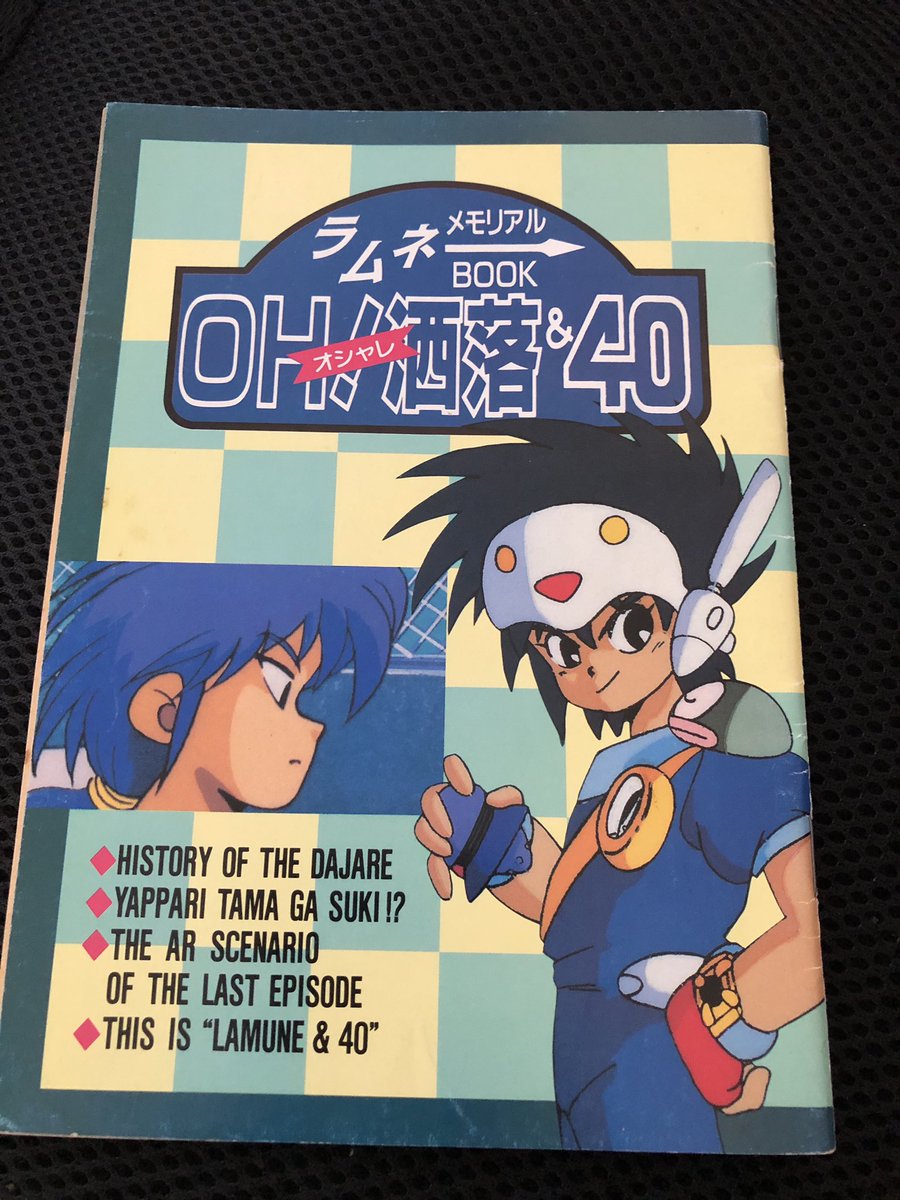 ラムネ メモリアル
BOOK
OH!!洒落&40
オシャレ
◆HISTORY OF THE DAJARE
◆YAPPARI TAMA GA SUKI!?
◆THE AR SCENARIO
OF THE LAST EPISODE
◆THIS IS "LAMUNE & 40"